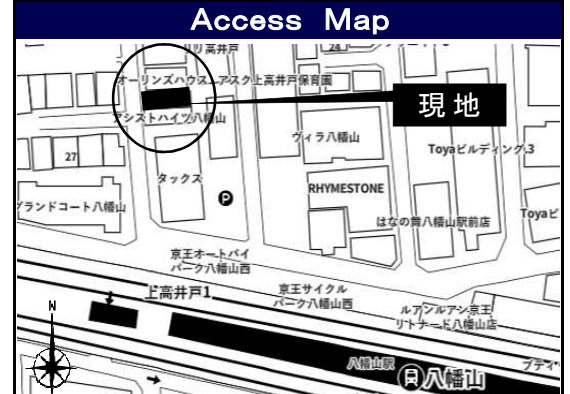 Access Map
リリ高井戸
24
オーリンズハウス
アスク上高井戸保育園
現地
アシストハイツ八幡山
ヴィラ八幡山
Toyaビルディング3
27
タックス
P
RHYMESTONE
グランドコート八幡山
はなの舞八幡山駅前店
Toyaビ
京王オートバイ
パーク八幡山西
京王サイクル
パーク八幡山西
上高井戸1
ルアンルアン京王
リトナード八幡山店
N
八幡山駅
八幡山
プティ